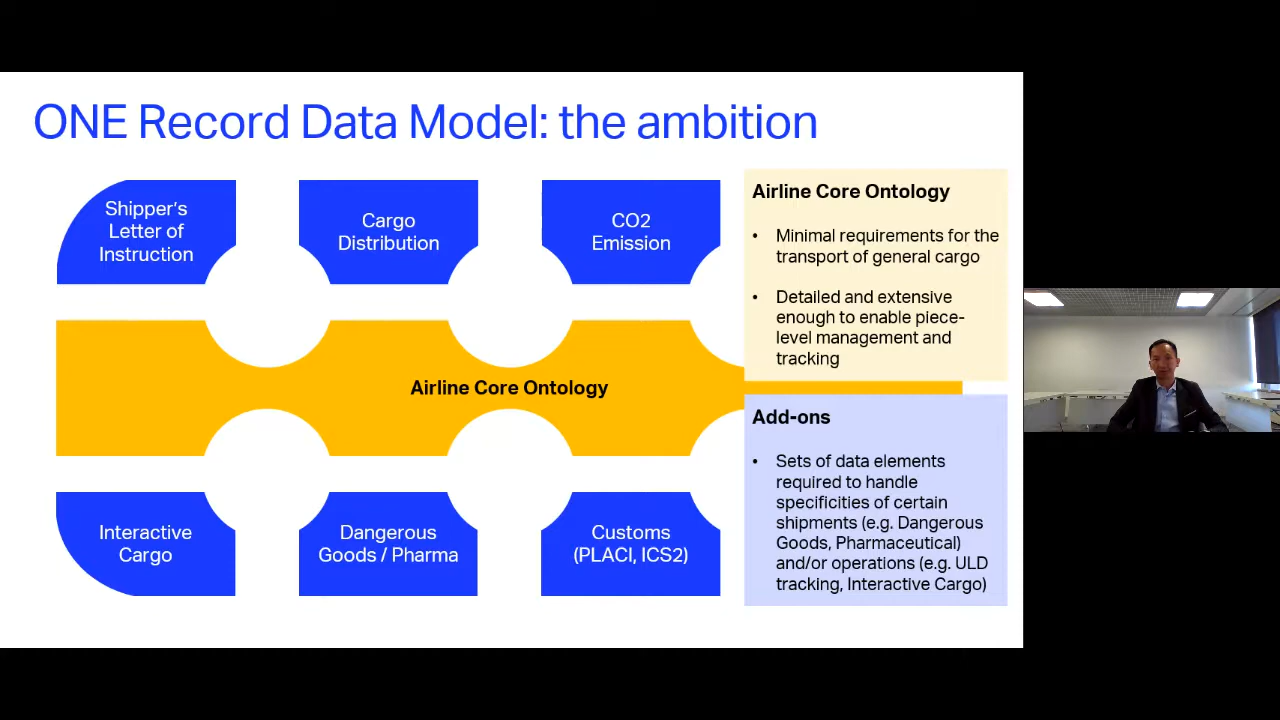 ONE Record Data Model: the ambition
Shipper's
Letter of
Instruction
Cargo
Distribution
CO2
Emission
Airline Core Ontology
Interactive
Cargo
Dangerous
Goods / Pharma
Customs
(PLACI, ICS2)
Airline Core Ontology
• Minimal requirements for the
transport of general cargo
• Detailed and extensive
enough to enable piece-
level management and
tracking
Add-ons
• Sets of data elements
required to handle
specificities of certain
shipments (e.g. Dangerous
Goods, Pharmaceutical)
and/or operations (e.g. ULD
tracking, Interactive Cargo)